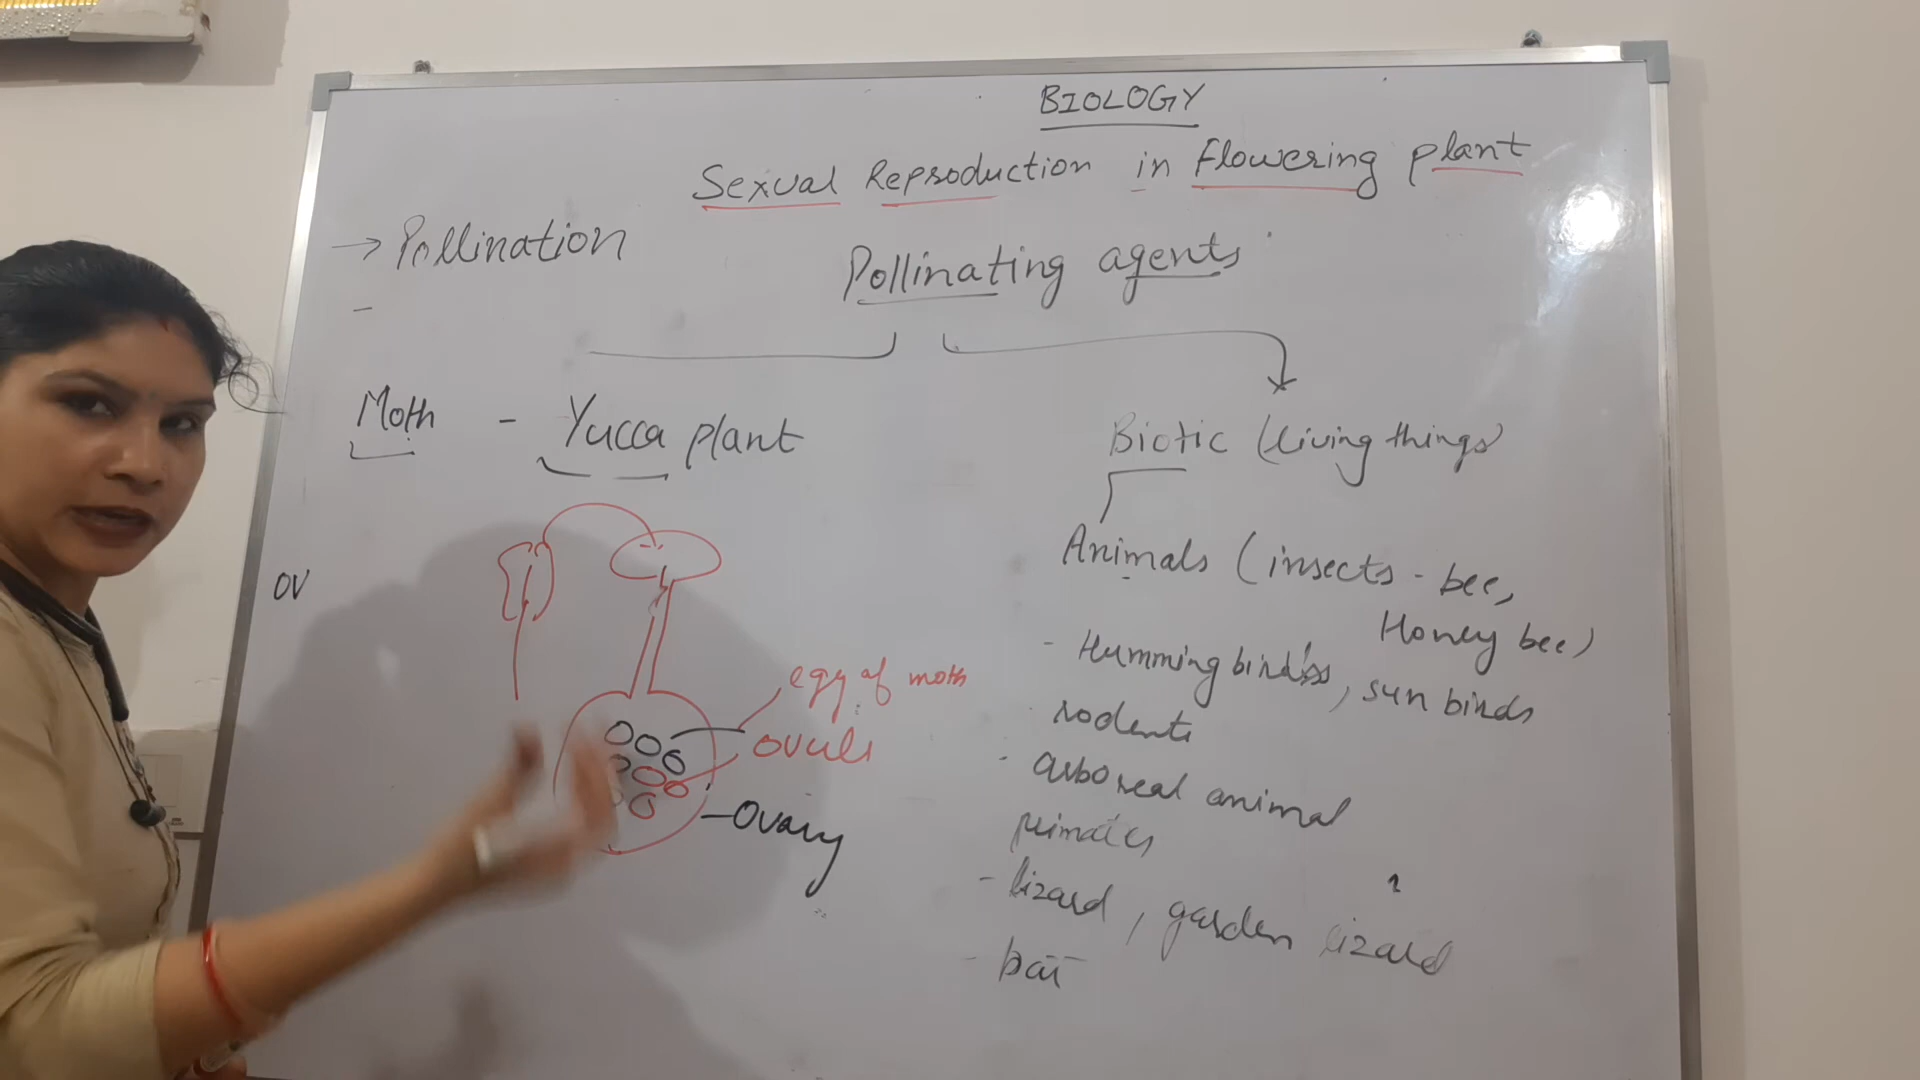 BIOLOGY
Sexual Reproduction in flowering plant
→ Pollination
Pollinating agents
Moth - Yucca plant
Biotic (living things)
Animals (insects - bee,
Honey bee)
- Humming birds, sun birds
rodents
- arboreal animal
primates
- lizard, garden lizard
- bat
OV
egg of moth
ovules
- Ovary